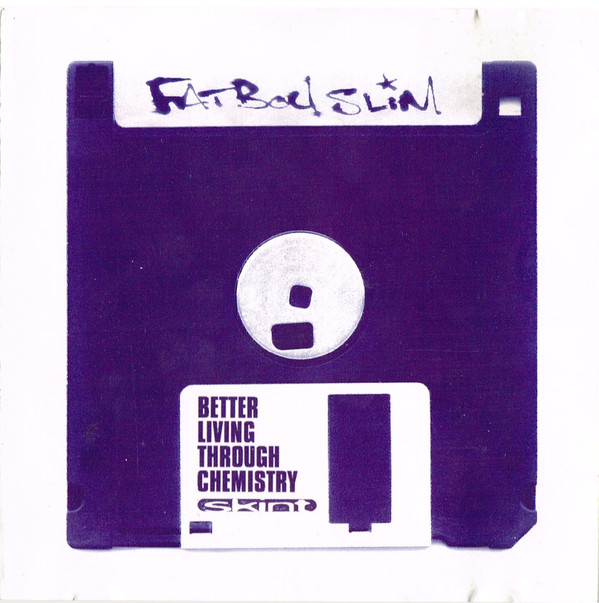 FATBOY SLIM
BETTER
LIVING
THROUGH
CHEMISTRY
skint